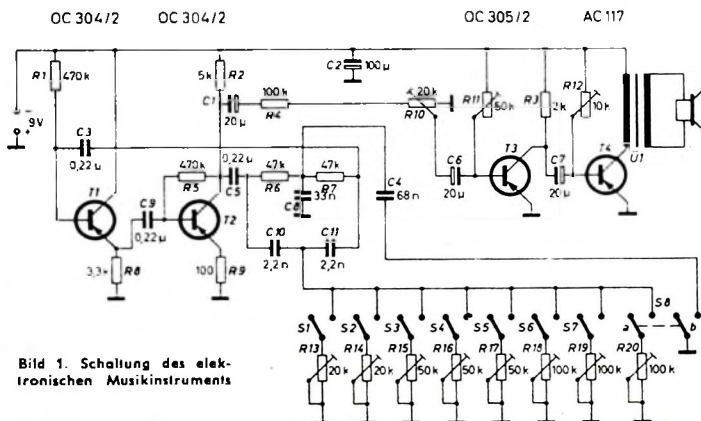 OC 304/2 OC 304/2 OC 305/2 AC 117
R1 470k
5k R2
C2 100µ
C1 20µ
100k R4
20k R10
R11 50k
R3 2k
R12 10k
Ü1
- + 9V
C3 0,22µ
T1
C9 0,22µ
470k R5
T2
0,22µ C5
47k R6
47k R7
C8 33n
C4 68n
C6 20µ
T3
C7 20µ
T4
3,3k R8
100 R9
C10 2,2n
C11 2,2n
S1 S2 S3 S4 S5 S6 S7 a S8 b
R13 R14 R15 R16 R17 R18 R19 R20
20k 20k 50k 50k 50k 100k 100k 100k
Bild 1. Schaltung des elek-
tronischen Musikinstruments